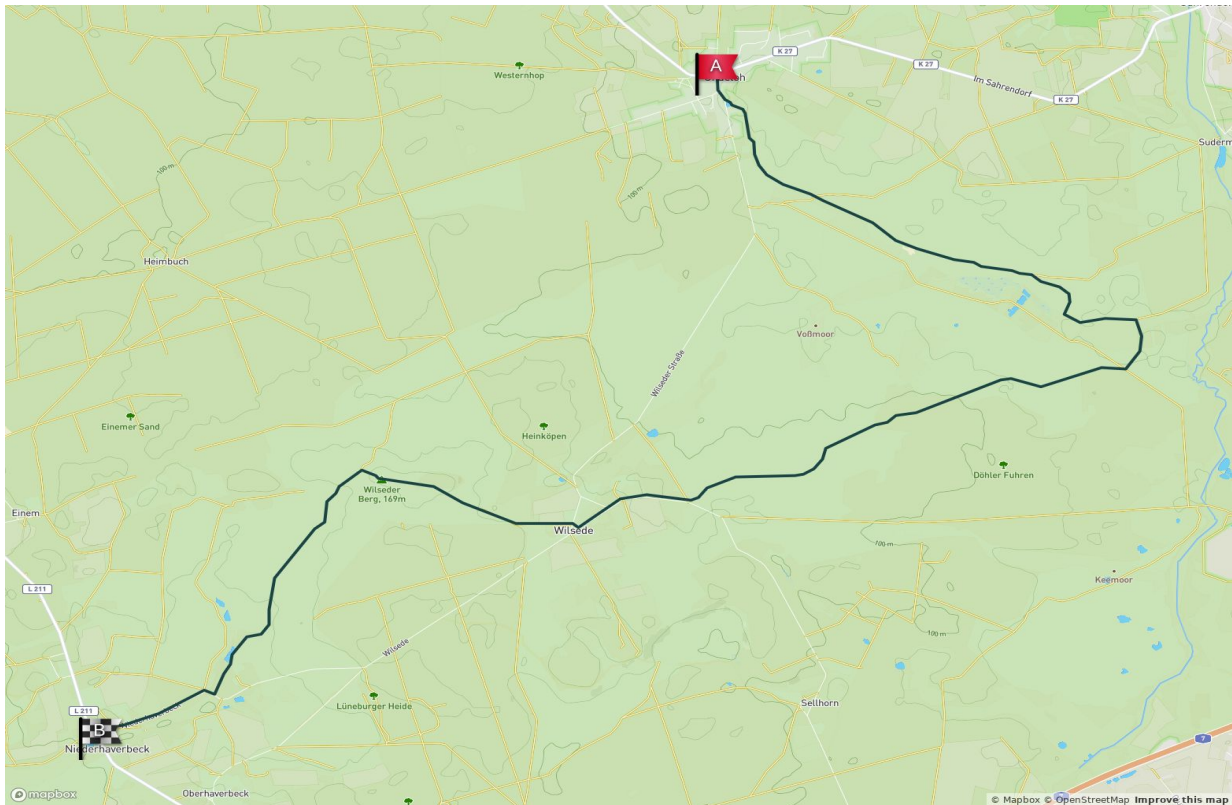 A
K 27
Westernhop
K 27
Im Sahrendorf
K 27
100 m
100 m
Heimbuch
Voßmoor
Wilseder Straße
Einemer Sand
Heinköpen
Döhler Fuhren
Wilseder
Berg, 169m
Einem
Wilsede
100 m
Keemoor
L 211
100 m
Wilsede
Lüneburger Heide
Sellhorn
L 211
B
Niederhaverbeck
7
Oberhaverbeck
mapbox
© Mapbox © OpenStreetMap Improve this map